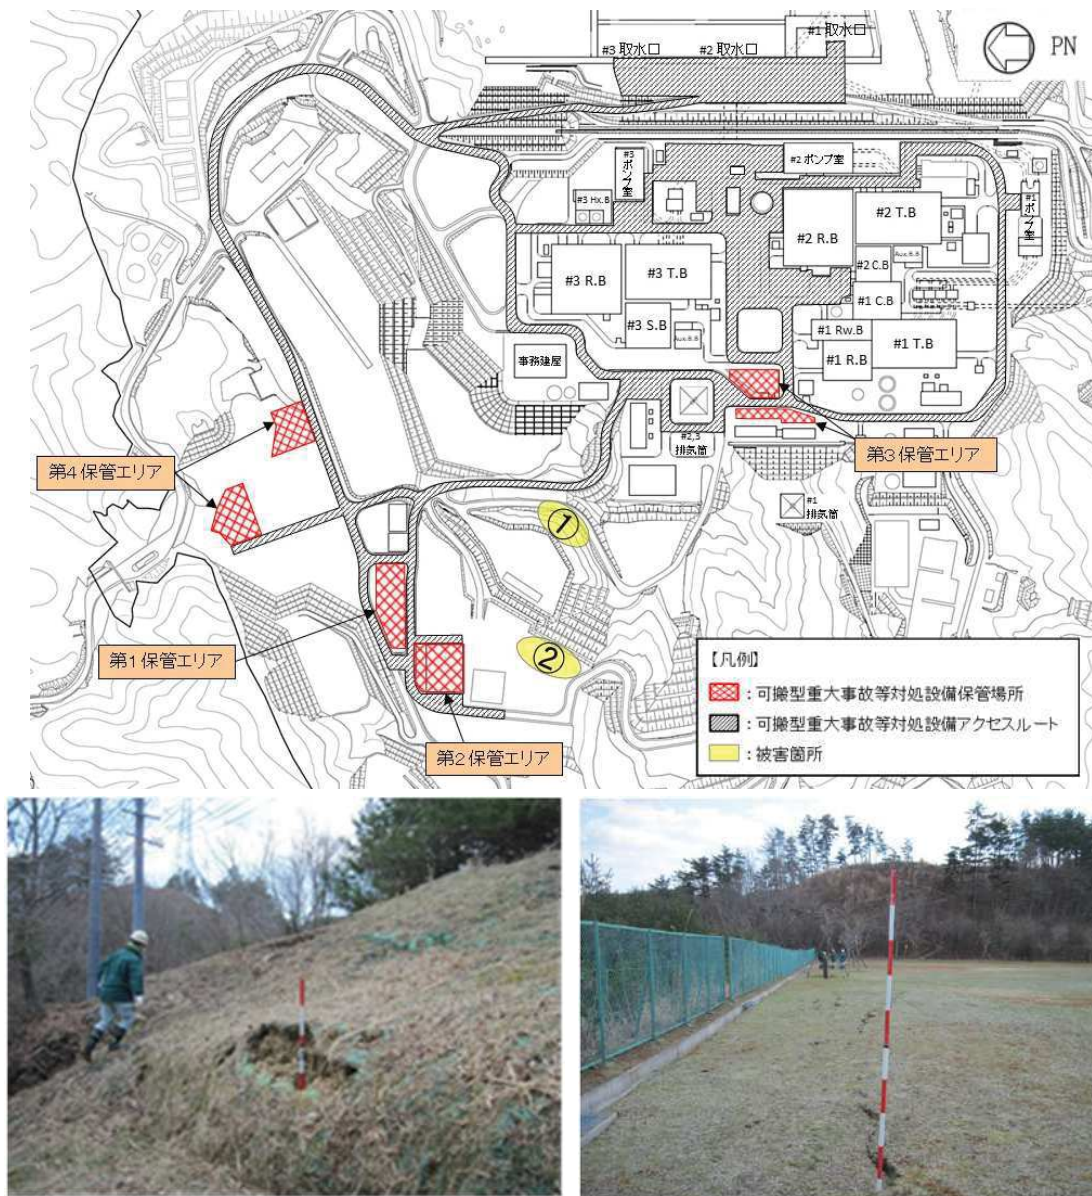 #1 取水口
#3 取水口
#2 取水口
PN
#3
ポンプ室
#2 ポンプ室
#3 Hx.B
#1
ポンプ室
#2 T.B
#2 R.B
#2 C.B
Aux.B.B
#3 R.B
#3 T.B
#1 C.B
#3 S.B
Aux.B.B
#1 Rw.B
#1 T.B
#1 R.B
事務建屋
#2,3
排気筒
第3保管エリア
第4保管エリア
#1
排気筒
①
第1保管エリア
②
第2保管エリア
【凡例】
:可搬型重大事故等対処設備保管場所
:可搬型重大事故等対処設備アクセスルート
:被害箇所